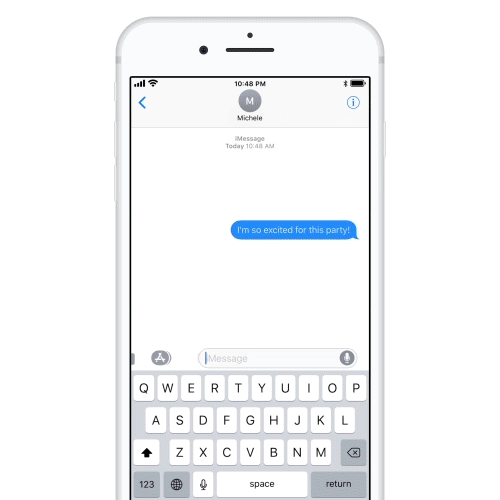 10:48 PM
M
Michele
iMessage
Today 10:48 AM
I'm so excited for this party!
Message
Q W E R T Y U I O P
A S D F G H J K L
Z X C V B N M
123 space return